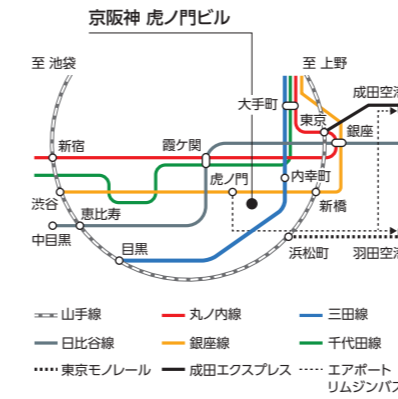 京阪神 虎ノ門ビル
至 池袋
至 上野
成田空港
大手町
東京
銀座
新宿
霞ケ関
虎ノ門
内幸町
渋谷
恵比寿
新橋
中目黒
目黒
浜松町
羽田空港
山手線
丸ノ内線
三田線
日比谷線
銀座線
千代田線
東京モノレール
成田エクスプレス
エアポート
リムジンバス